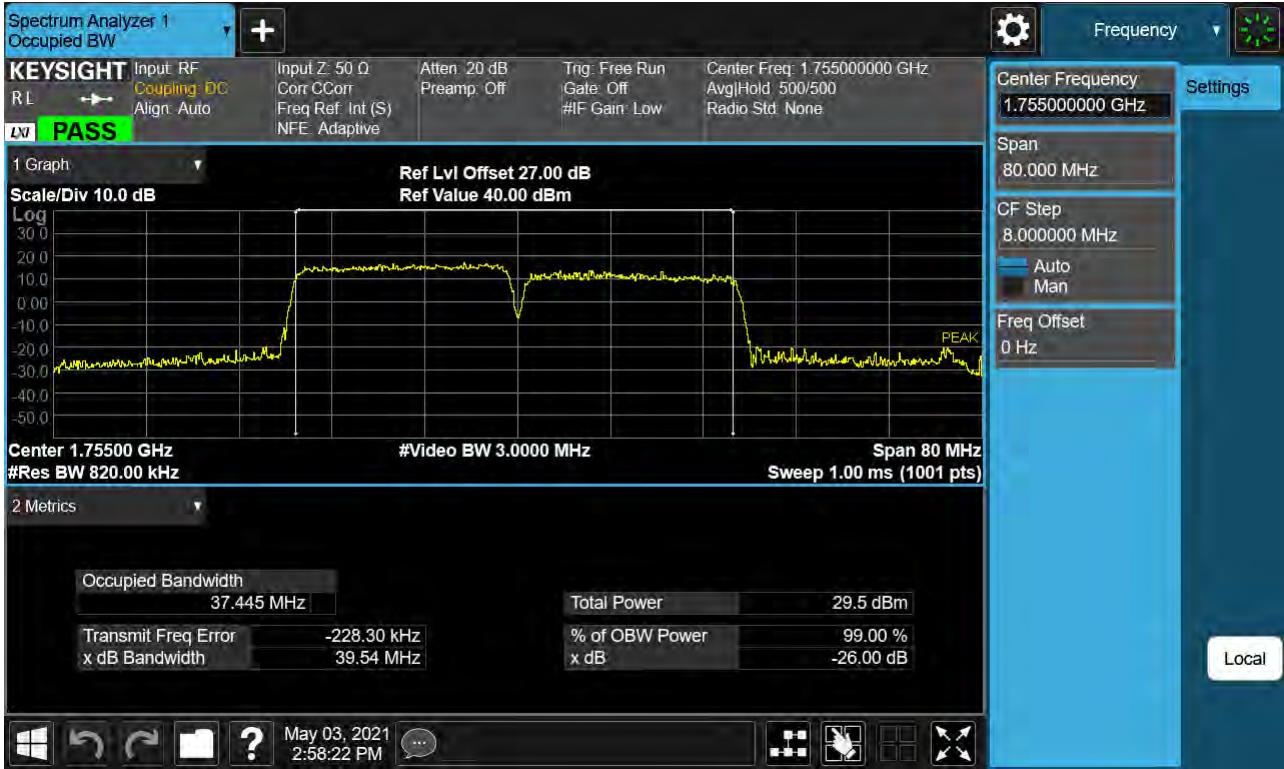 Spectrum Analyzer 1
Occupied BW
Frequency
KEYSIGHT
R L
LXI PASS
Input: RF
Coupling: DC
Align: Auto
Input Z: 50 Ω
Corr CCorr
Freq Ref: Int (S)
NFE: Adaptive
Atten: 20 dB
Preamp: Off
Trig: Free Run
Gate: Off
#IF Gain: Low
Center Freq: 1.755000000 GHz
Avg|Hold: 500/500
Radio Std: None
1 Graph
Scale/Div 10.0 dB
Ref Lvl Offset 27.00 dB
Ref Value 40.00 dBm
Log
30.0
20.0
10.0
0.00
-10.0
-20.0
-30.0
-40.0
-50.0
PEAK
Center 1.75500 GHz
#Video BW 3.0000 MHz
Span 80 MHz
#Res BW 820.00 kHz
Sweep 1.00 ms (1001 pts)
2 Metrics
Occupied Bandwidth
37.445 MHz
Total Power 29.5 dBm
Transmit Freq Error -228.30 kHz
% of OBW Power 99.00 %
x dB Bandwidth 39.54 MHz
x dB -26.00 dB
Center Frequency
1.755000000 GHz
Settings
Span
80.000 MHz
CF Step
8.000000 MHz
Auto
Man
Freq Offset
0 Hz
Local
?
May 03, 2021
2:58:22 PM